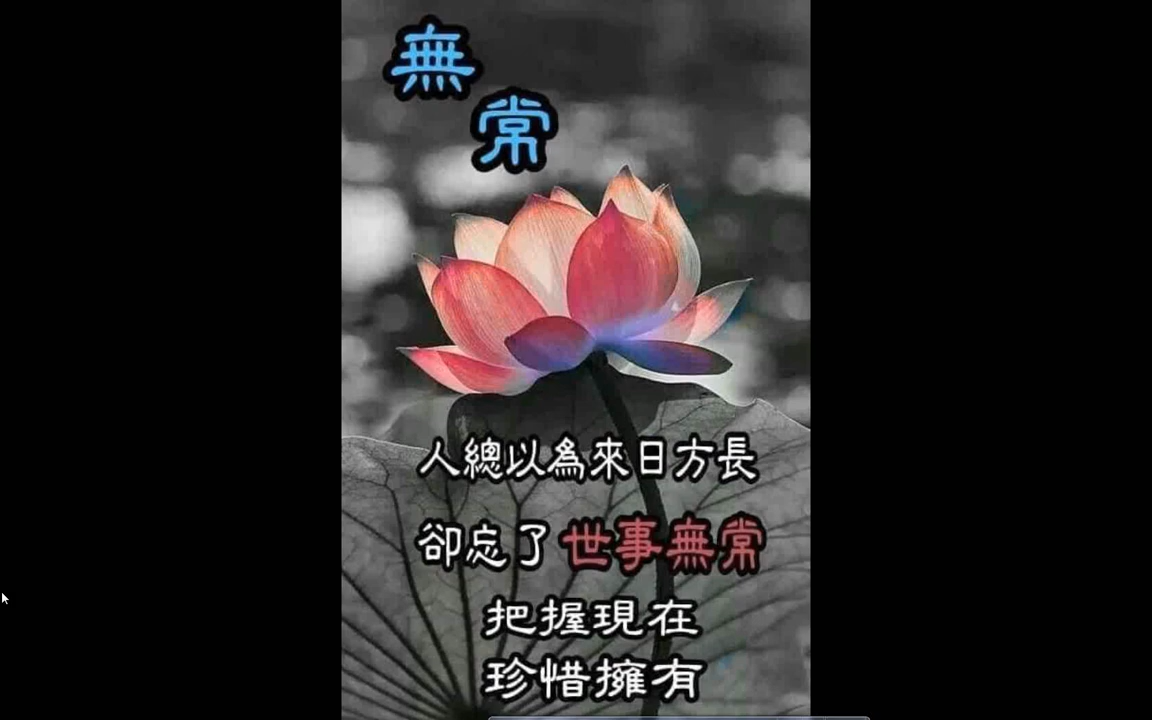 無常
人總以為來日方長
卻忘了世事無常
把握現在
珍惜擁有